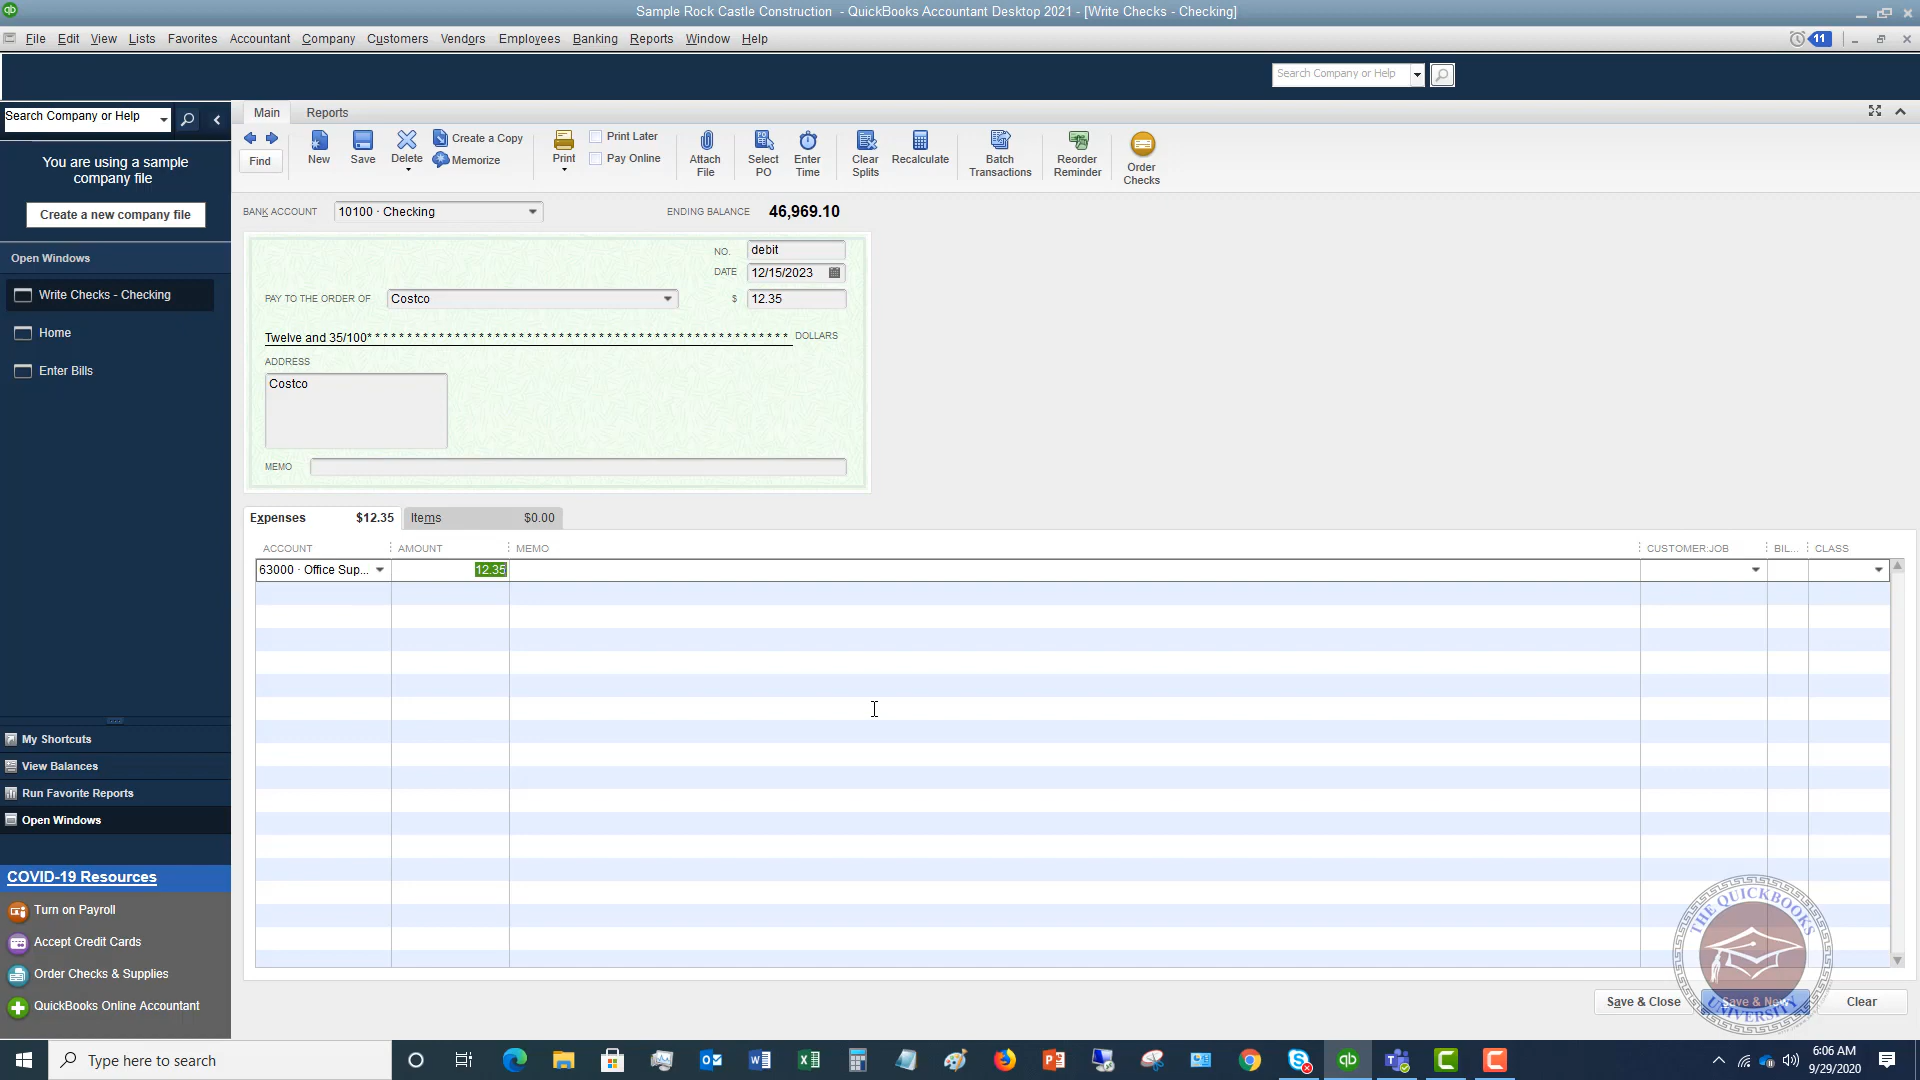 Sample Rock Castle Construction - QuickBooks Accountant Desktop 2021 - [Write Checks - Checking]
File Edit View Lists Favorites Accountant Company Customers Vendors Employees Banking Reports Window Help
11
Search Company or Help
Search Company or Help
You are using a sample
company file
Create a new company file
Open Windows
Write Checks - Checking
Home
Enter Bills
My Shortcuts
View Balances
Run Favorite Reports
Open Windows
COVID-19 Resources
Turn on Payroll
Accept Credit Cards
Order Checks & Supplies
QuickBooks Online Accountant
Main Reports
Find
New
Save
Delete
Create a Copy
Memorize
Print
Print Later
Pay Online
Attach
File
Select
PO
Enter
Time
Clear
Splits
Recalculate
Batch
Transactions
Reorder
Reminder
Order
Checks
BANK ACCOUNT 10100 · Checking ENDING BALANCE 46,969.10
NO. debit
DATE 12/15/2023
PAY TO THE ORDER OF Costco $ 12.35
Twelve and 35/100* * * * * * * * * * * * * * * * * * * * * * * * * * * * * * * * * * * * * * * * * * * * * * * * * * * * * DOLLARS
ADDRESS
Costco
MEMO
Expenses $12.35 Items $0.00
ACCOUNT AMOUNT MEMO CUSTOMER:JOB BIL... CLASS
63000 · Office Sup... 12.35
THE QUICKBOOKS
UNIVERSITY
Save & Close Save & New Clear
Type here to search
6:06 AM
9/29/2020